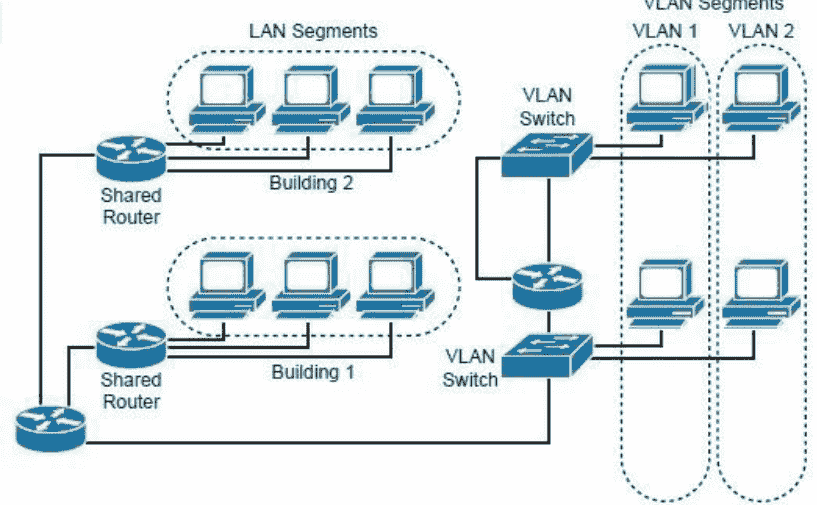 VLAN Segments
LAN Segments
VLAN 1
VLAN 2
VLAN
Switch
Building 2
Shared
Router
Building 1
VLAN
Switch
Shared
Router